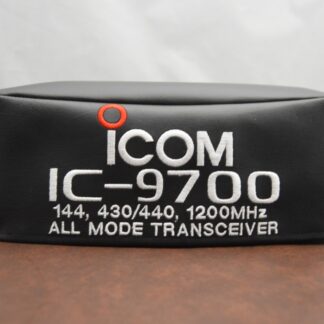 iCOM
IC-9700
144, 430/440, 1200MHz
ALL MODE TRANSCEIVER